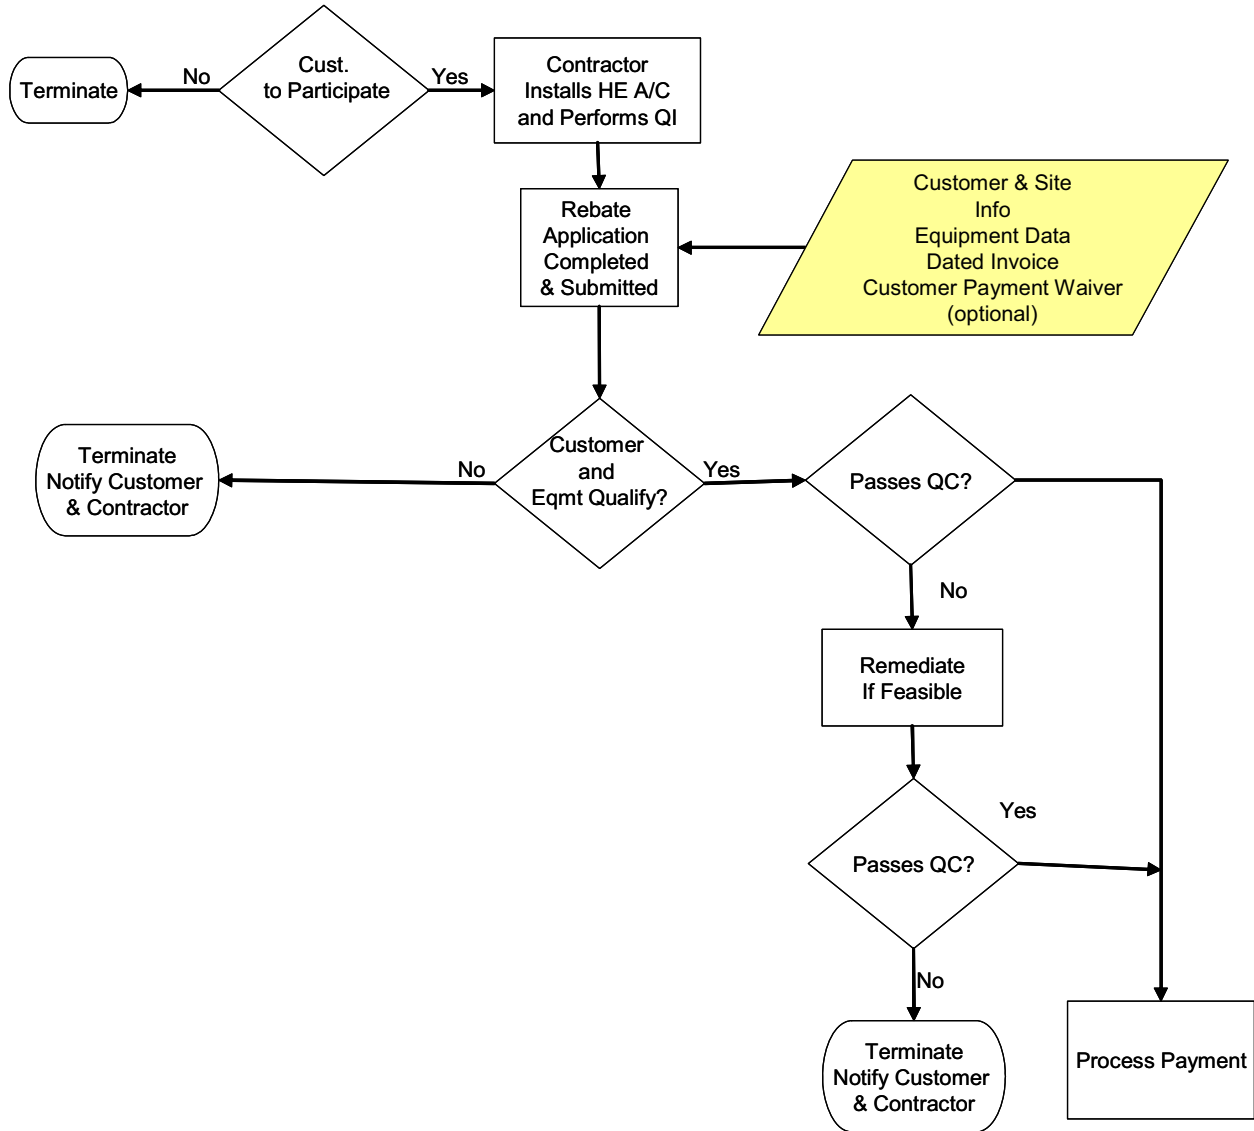 Terminate
No
Cust.
to Participate
Yes
Contractor
Installs HE A/C
and Performs QI
Rebate
Application
Completed
& Submitted
Customer & Site
Info
Equipment Data
Dated Invoice
Customer Payment Waiver
(optional)
Terminate
Notify Customer
& Contractor
No
Customer
and
Eqmt Qualify?
Yes
Passes QC?
No
Remediate
If Feasible
Passes QC?
Yes
No
Terminate
Notify Customer
& Contractor
Process Payment